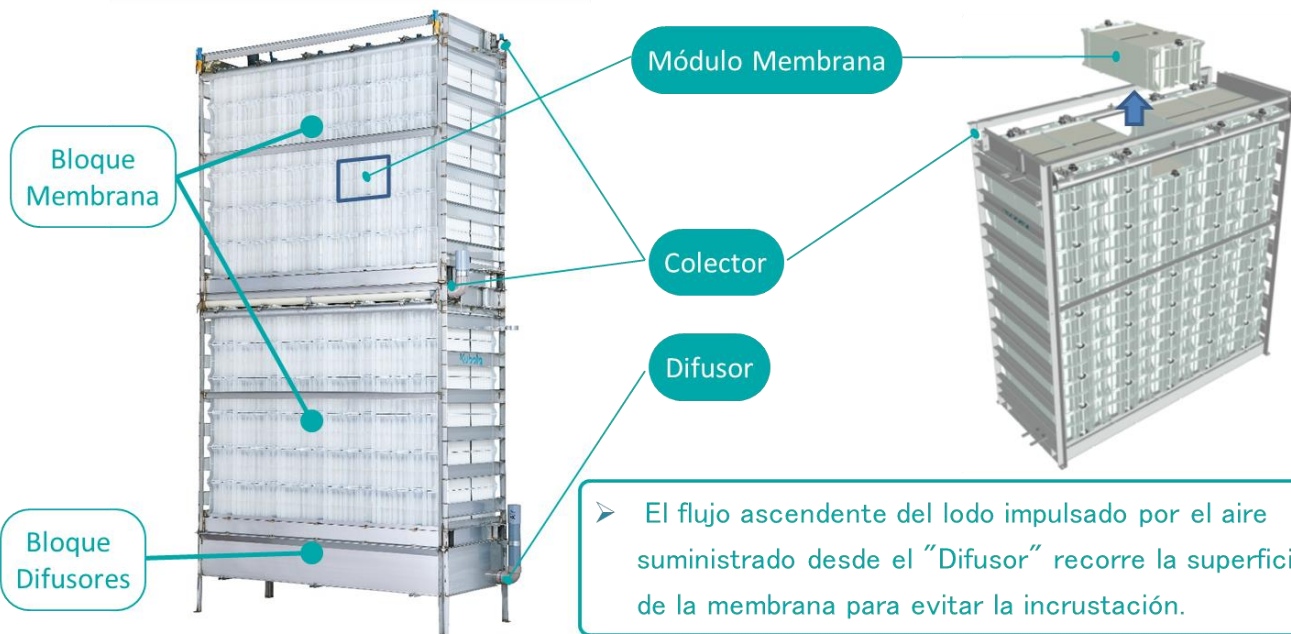 Módulo Membrana
Bloque
Membrana
Colector
Kubota
Difusor
Bloque
Difusores
➤ El flujo ascendente del lodo impulsado por el aire
suministrado desde el "Difusor" recorre la superfici
de la membrana para evitar la incrustación.